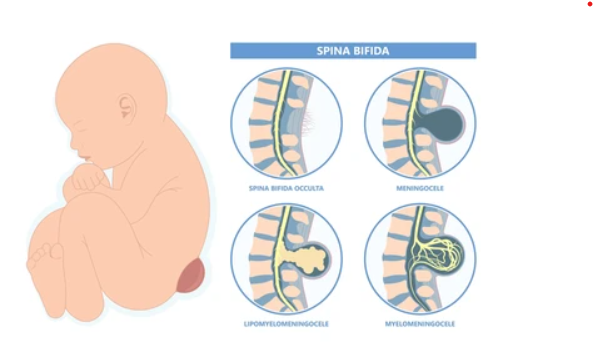 SPINA BIFIDA
SPINA BIFIDA OCCULTA
MENINGOCELE
LIPOMYELOMENINGOCELE
MYELOMENINGOCELE